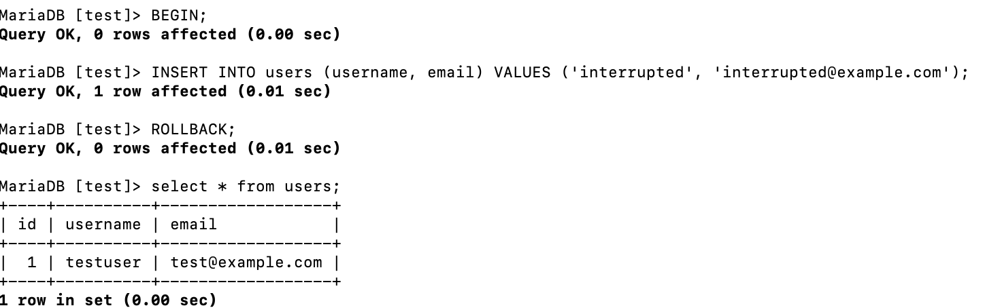 MariaDB [test]> BEGIN;
Query OK, 0 rows affected (0.00 sec)
MariaDB [test]> INSERT INTO users (username, email) VALUES ('interrupted', 'interrupted@example.com');
Query OK, 1 row affected (0.01 sec)
MariaDB [test]> ROLLBACK;
Query OK, 0 rows affected (0.01 sec)
MariaDB [test]> select * from users;
+----+----------+------------------+
| id | username | email            |
+----+----------+------------------+
|  1 | testuser | test@example.com |
+----+----------+------------------+
1 row in set (0.00 sec)